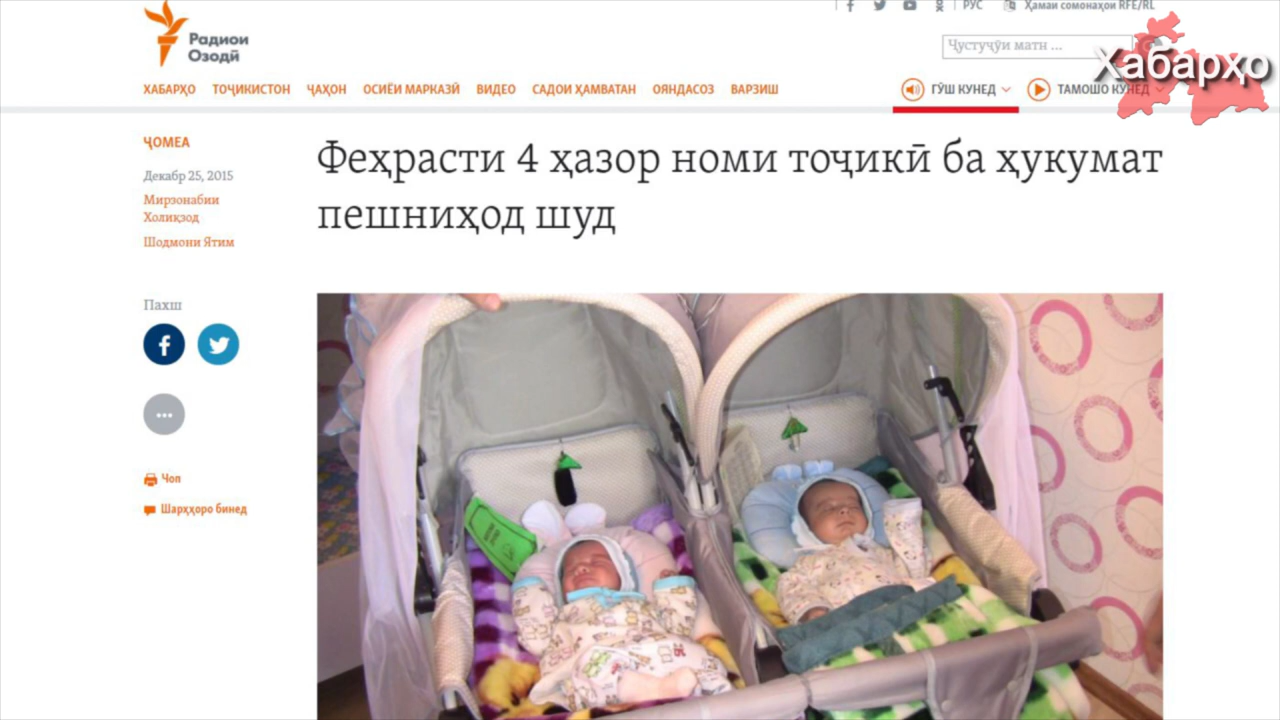 РУС
Ҳамаи сомонаҳои RFE/RL
Радиои
Озодӣ
Ҷустуҷӯи матн ...
Хабарҳо
ХАБАРҲО ТОҶИКИСТОН ҶАҲОН ОСИЁИ МАРКАЗӢ ВИДЕО САДОИ ҲАМВАТАН ОЯНДАСОЗ ВАРЗИШ
ГӮШ КУНЕД
ТАМОШО КУНЕД
ҶОМEА
Декабр 25, 2015
Мирзонабии
Холиқзод
Шодмони Ятим
Феҳрасти 4 ҳазор номи тоҷикӣ ба ҳукумат
пешниҳод шуд
Пахш
Чоп
Шарҳҳоро бинед